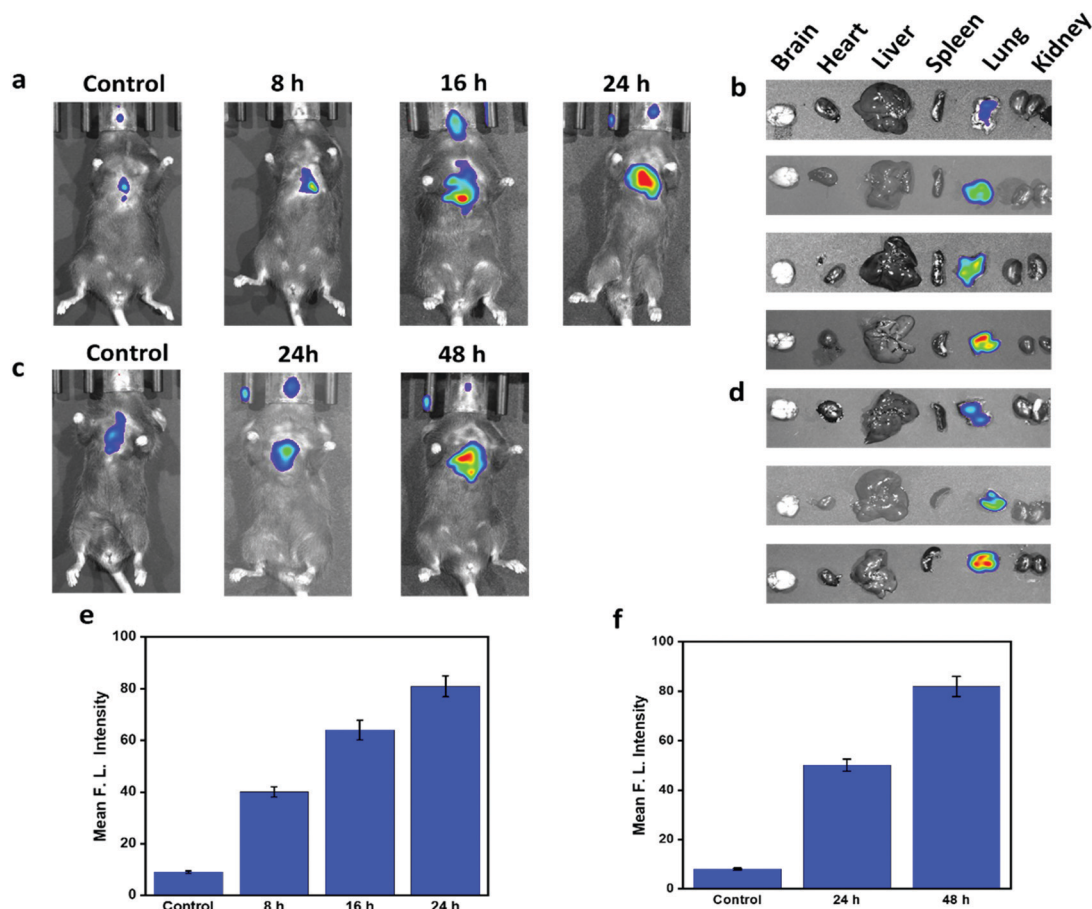 Brain Heart Liver Spleen Lung Kidney
a
Control 8 h 16 h 24 h
b
c
Control 24h 48 h
d
e
Mean F. L. Intensity
100
80
60
40
20
0
Control 8 h 16 h 24 h
f
Mean F. L. Intensity
100
80
60
40
20
0
Control 24 h 48 h